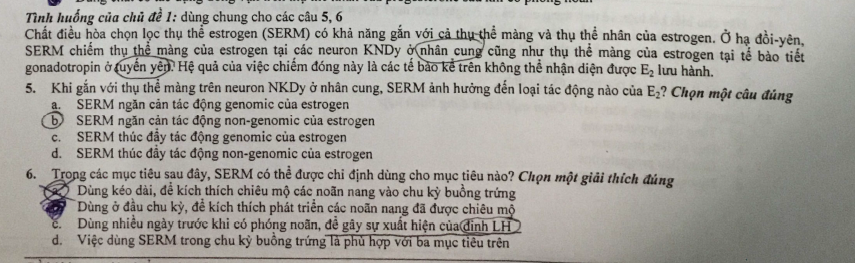 Tình huống của chủ đề 1: dùng chung cho các câu 5, 6
Chất điều hòa chọn lọc thụ thể estrogen (SERM) có khả năng gắn với cả thụ thể màng và thụ thể nhân của estrogen. Ở hạ đồi-yên,
SERM chiếm thụ thể màng của estrogen tại các neuron KNDy ở nhân cung cũng như thụ thể màng của estrogen tại tế bào tiết
gonadotropin ở tuyến yên. Hệ quả của việc chiếm đóng này là các tế bào kể trên không thể nhận diện được E₂ lưu hành.
5. Khi gắn với thụ thể màng trên neuron NKDy ở nhân cung, SERM ảnh hưởng đến loại tác động nào của E₂? Chọn một câu đúng
a. SERM ngăn cản tác động genomic của estrogen
b. SERM ngăn cản tác động non-genomic của estrogen
c. SERM thúc đẩy tác động genomic của estrogen
d. SERM thúc đẩy tác động non-genomic của estrogen
6. Trong các mục tiêu sau đây, SERM có thể được chỉ định dùng cho mục tiêu nào? Chọn một giải thích đúng
Dùng kéo dài, để kích thích chiêu mộ các noãn nang vào chu kỳ buồng trứng
Dùng ở đầu chu kỳ, để kích thích phát triển các noãn nang đã được chiêu mộ
c. Dùng nhiều ngày trước khi có phóng noãn, để gây sự xuất hiện của đỉnh LH
d. Việc dùng SERM trong chu kỳ buồng trứng là phù hợp với ba mục tiêu trên